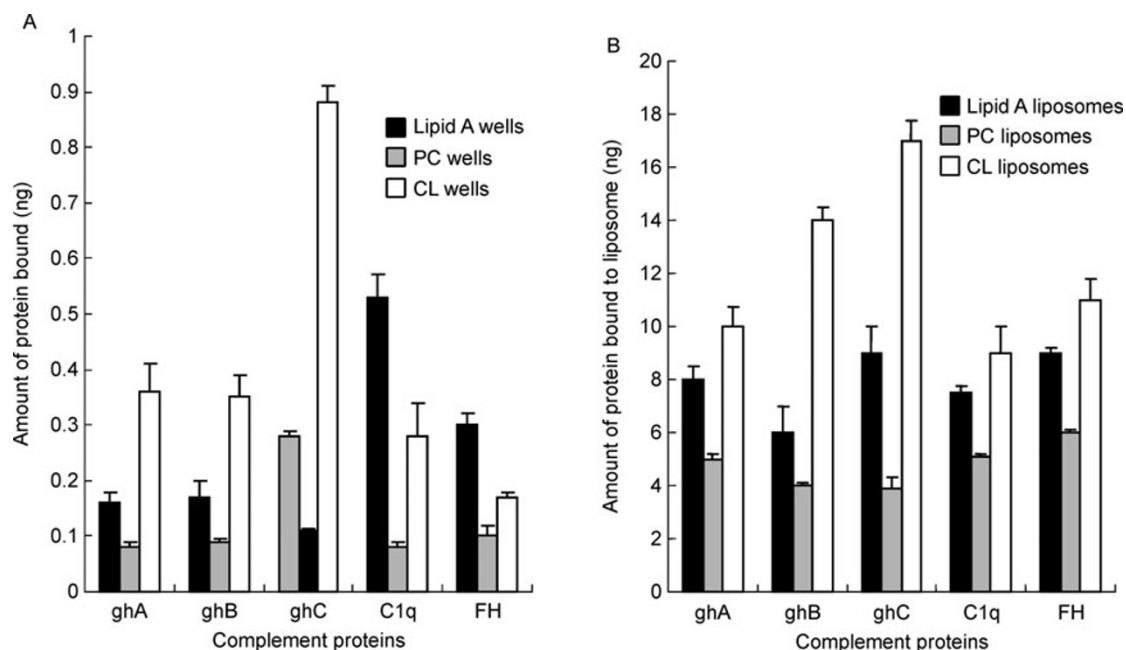 A
1
0.9
0.8
0.7
0.6
0.5
0.4
0.3
0.2
0.1
0
Amount of protein bound (ng)
Lipid A wells
PC wells
CL wells
ghA ghB ghC C1q FH
Complement proteins
B
20
18
16
14
12
10
8
6
4
2
0
Amount of protein bound to liposome (ng)
Lipid A liposomes
PC liposomes
CL liposomes
ghA ghB ghC C1q FH
Complement proteins